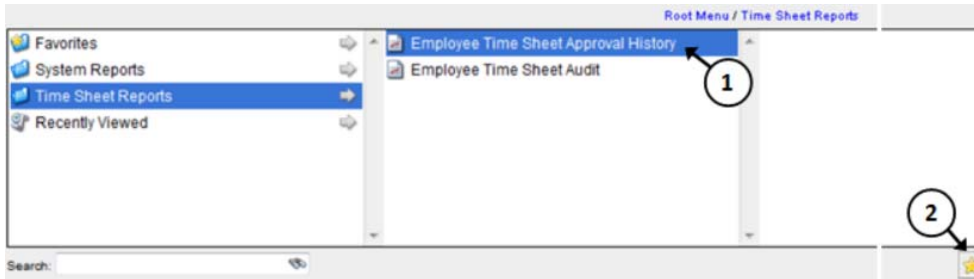 Root Menu / Time Sheet Reports
Favorites
System Reports
Time Sheet Reports
Recently Viewed
Employee Time Sheet Approval History
Employee Time Sheet Audit
1
2
Search: